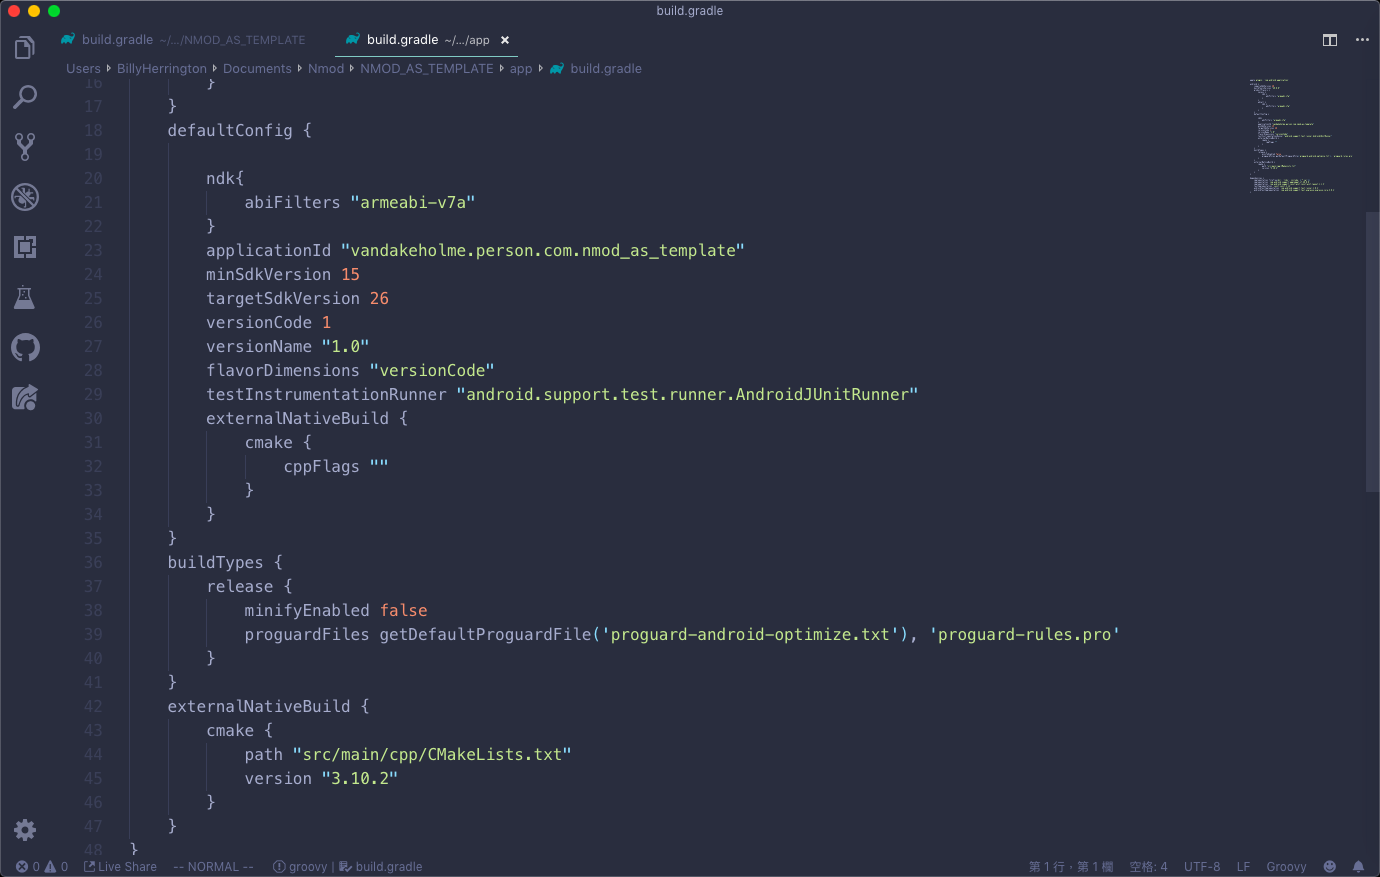 build.gradle
build.gradle ~/.../NMOD_AS_TEMPLATE
build.gradle ~/.../app
Users BillyHerrington Documents Nmod NMOD_AS_TEMPLATE app build.gradle
16 }
17 }
18 defaultConfig {
19
20 ndk{
21 abiFilters "armeabi-v7a"
22 }
23 applicationId "vandakeholme.person.com.nmod_as_template"
24 minSdkVersion 15
25 targetSdkVersion 26
26 versionCode 1
27 versionName "1.0"
28 flavorDimensions "versionCode"
29 testInstrumentationRunner "android.support.test.runner.AndroidJUnitRunner"
30 externalNativeBuild {
31 cmake {
32 cppFlags ""
33 }
34 }
35 }
36 buildTypes {
37 release {
38 minifyEnabled false
39 proguardFiles getDefaultProguardFile('proguard-android-optimize.txt'), 'proguard-rules.pro'
40 }
41 }
42 externalNativeBuild {
43 cmake {
44 path "src/main/cpp/CMakeLists.txt"
45 version "3.10.2"
46 }
47 }
48 }
0 0 Live Share -- NORMAL -- groovy | build.gradle 第 1 行，第 1 欄 空格: 4 UTF-8 LF Groovy